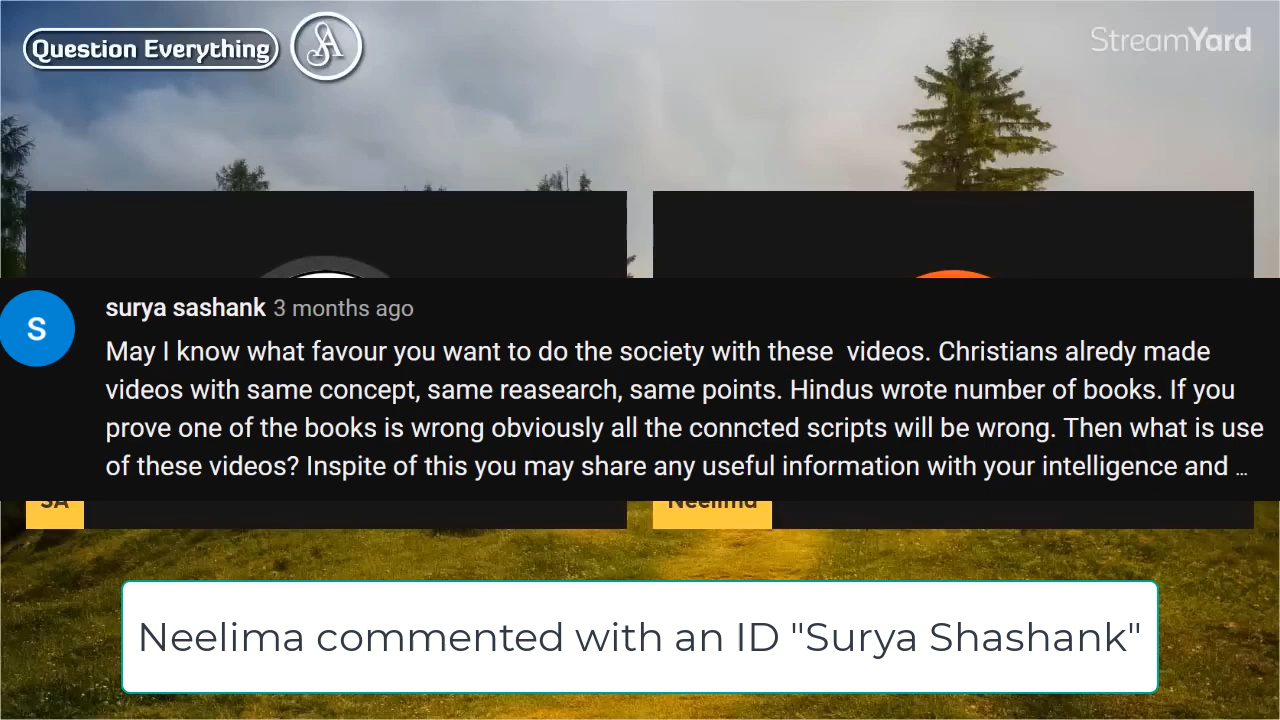 Question Everything
SA
StreamYard
surya sashank 3 months ago
May I know what favour you want to do the society with these  videos. Christians alredy made
videos with same concept, same reasearch, same points. Hindus wrote number of books. If you
prove one of the books is wrong obviously all the conncted scripts will be wrong. Then what is use
of these videos? Inspite of this you may share any useful information with your intelligence and ...
S
SA
Neelima
Neelima commented with an ID "Surya Shashank"